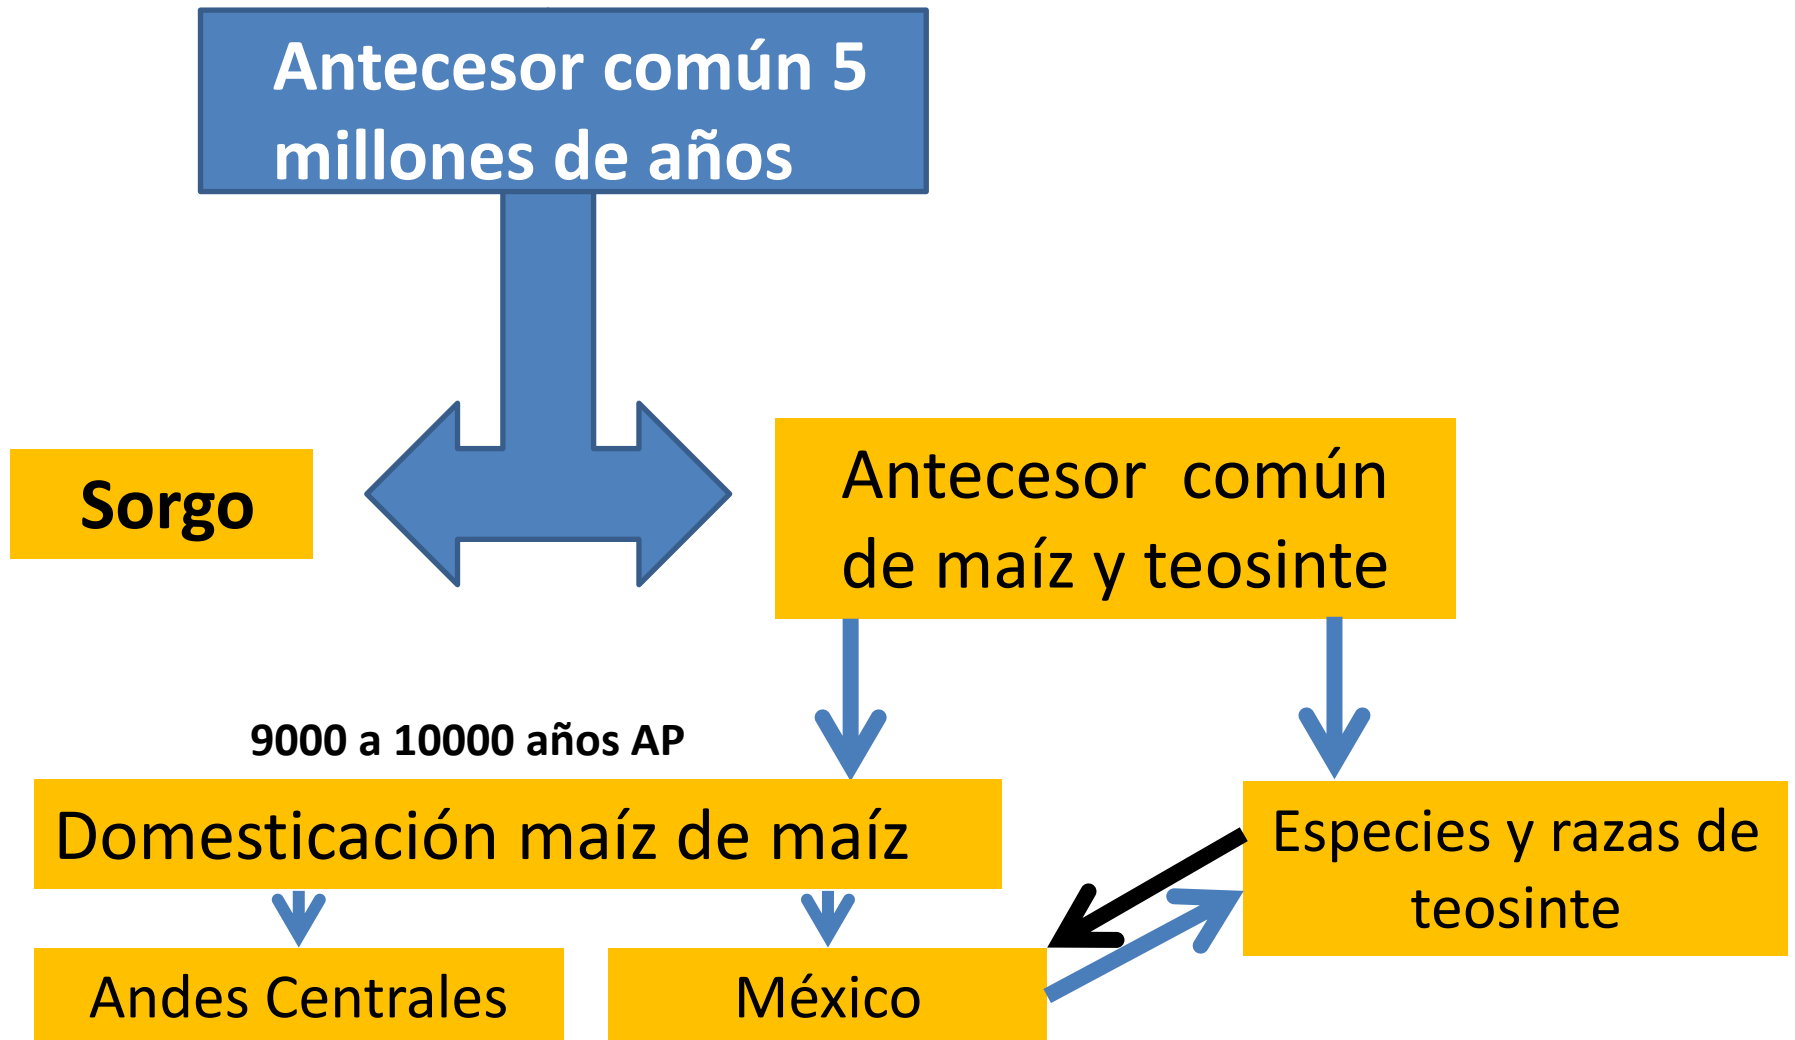 Antecesor común 5
millones de años
Sorgo
Antecesor común
de maíz y teosinte
9000 a 10000 años AP
Domesticación maíz de maíz
Especies y razas de
teosinte
Andes Centrales
México